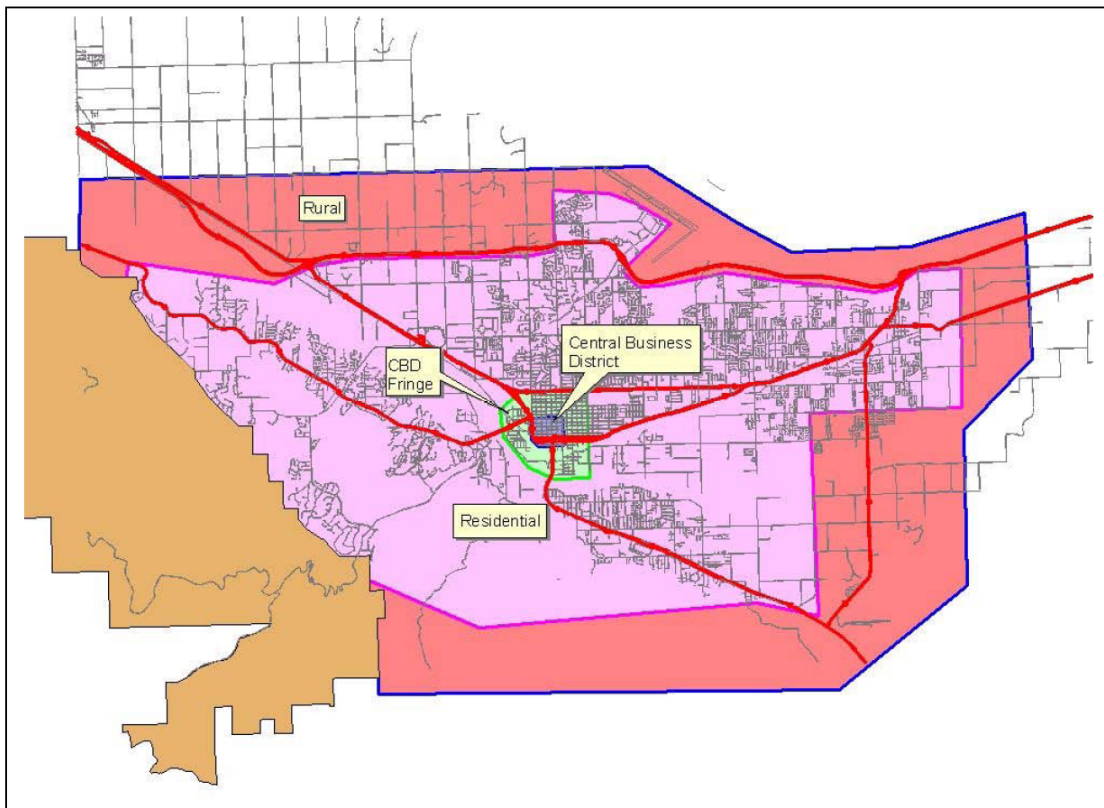 Rural
Central Business
District
CBD
Fringe
Residential